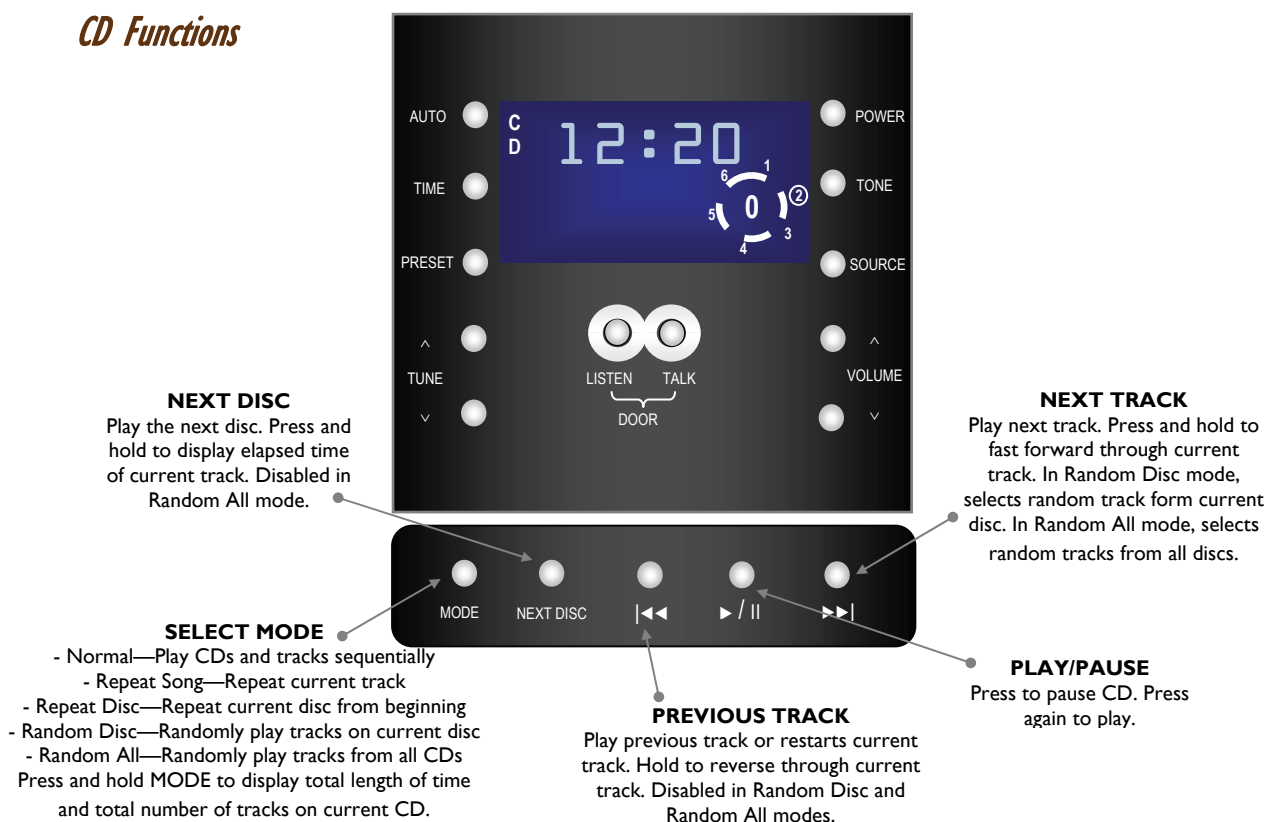 CD Functions
AUTO
TIME
PRESET
^
TUNE
v
C
D
12:20
6
1
5
0
2
4
3
POWER
TONE
SOURCE
^
VOLUME
v
LISTEN TALK
DOOR
NEXT DISC
Play the next disc. Press and
hold to display elapsed time
of current track. Disabled in
Random All mode.
NEXT TRACK
Play next track. Press and hold to
fast forward through current
track. In Random Disc mode,
selects random track form current
disc. In Random All mode, selects
random tracks from all discs.
MODE NEXT DISC |◄◄ ► / II ►►|
SELECT MODE
- Normal—Play CDs and tracks sequentially
- Repeat Song—Repeat current track
- Repeat Disc—Repeat current disc from beginning
- Random Disc—Randomly play tracks on current disc
- Random All—Randomly play tracks from all CDs
Press and hold MODE to display total length of time
and total number of tracks on current CD.
PREVIOUS TRACK
Play previous track or restarts current
track. Hold to reverse through current
track. Disabled in Random Disc and
Random All modes.
PLAY/PAUSE
Press to pause CD. Press
again to play.